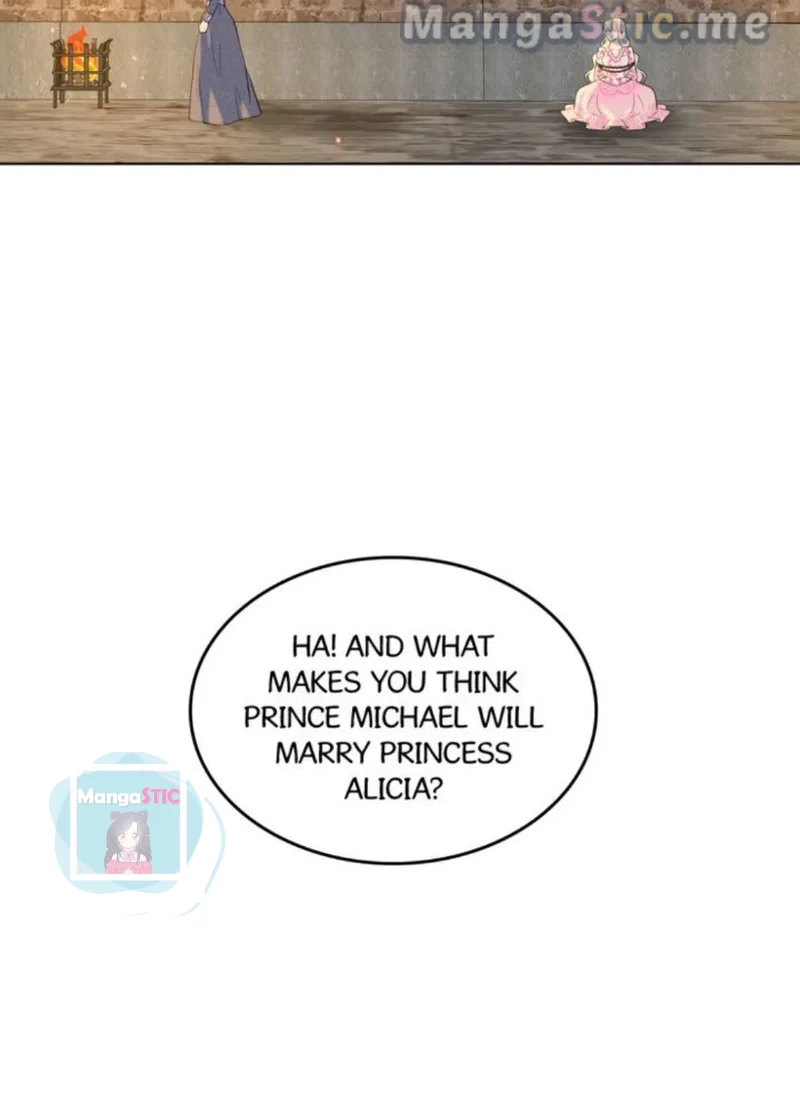 MangaStic.me
HA! AND WHAT
MAKES YOU THINK
PRINCE MICHAEL WILL
MARRY PRINCESS
ALICIA?
MangaSTIC